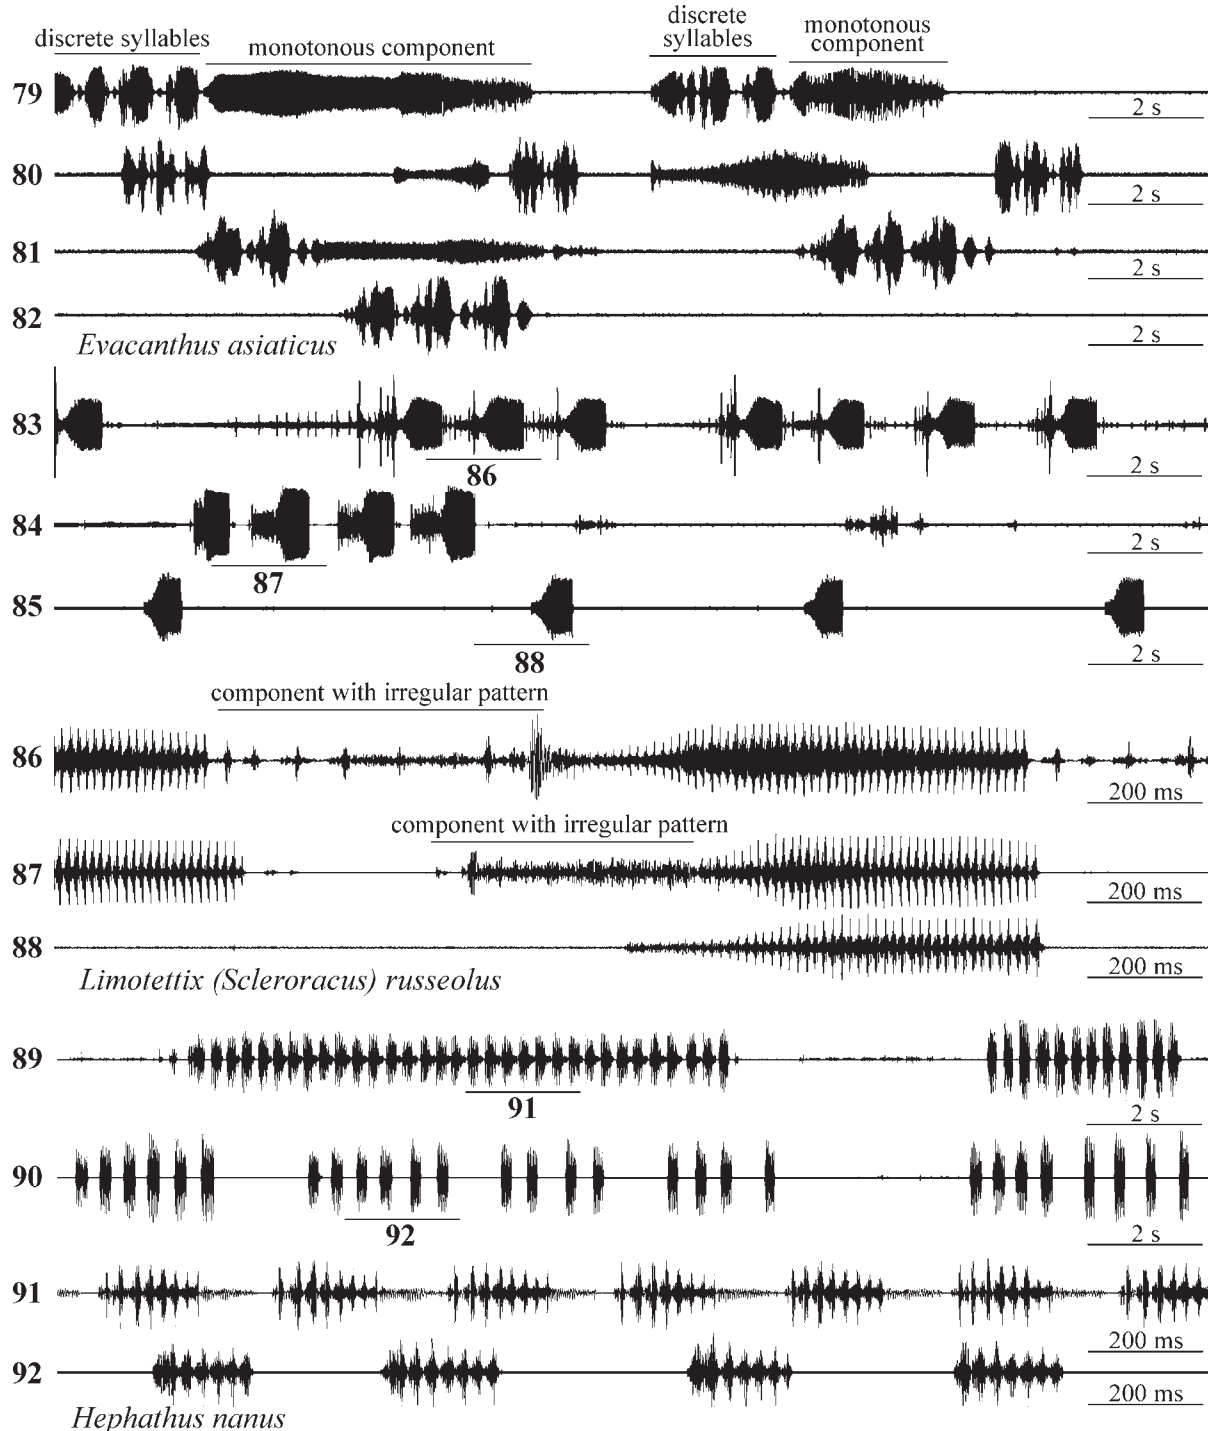 discrete syllables
monotonous component
discrete
syllables
monotonous
component
79
2 s
80
2 s
81
2 s
82
2 s
Evacanthus asiaticus
83
86
2 s
84
87
2 s
85
88
2 s
component with irregular pattern
86
200 ms
component with irregular pattern
87
200 ms
88
200 ms
Limotettix (Scleroracus) russeolus
89
91
2 s
90
92
2 s
91
200 ms
92
200 ms
Hephathus nanus